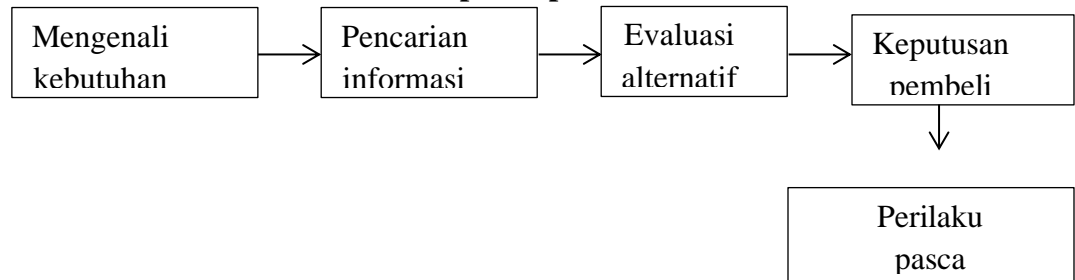 Mengenali
kebutuhan
Pencarian
informasi
Evaluasi
alternatif
Keputusan
pembeli
Perilaku
pasca